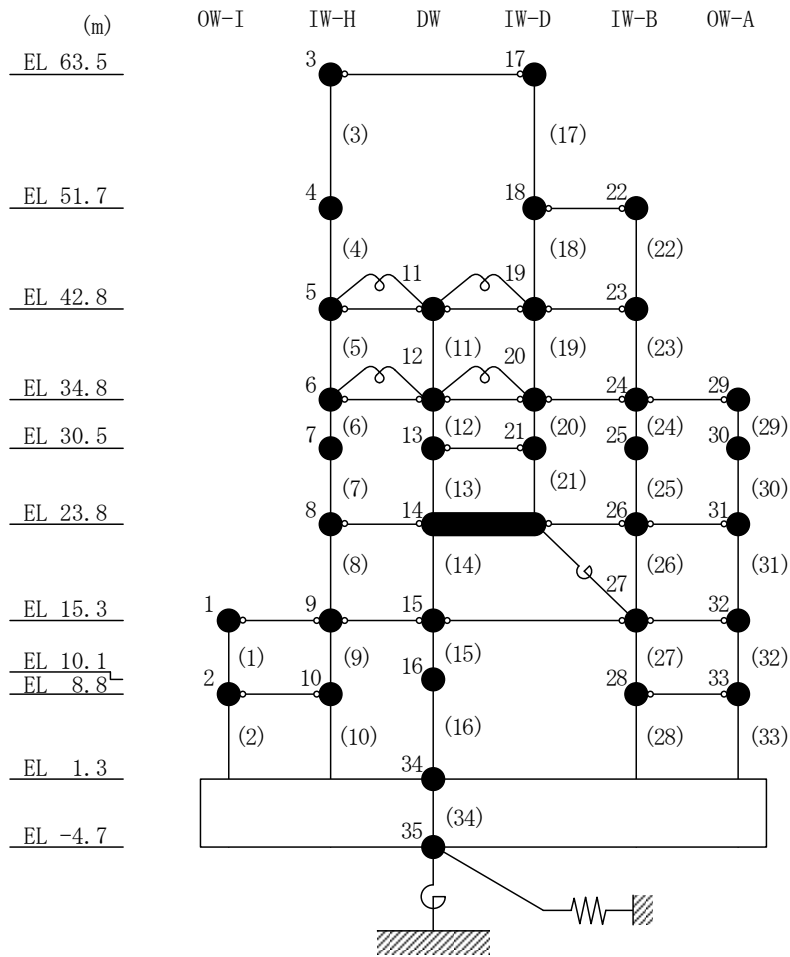 (m) OW-I IW-H DW IW-D IW-B OW-A
EL 63.5 3 17
(3) (17)
EL 51.7 4 18 22
(4) (18) (22)
11 19
EL 42.8 5 23
(5) 12 (11) 20 (19) (23)
EL 34.8 6 24 29
(6) (12) (20) (24) (29)
EL 30.5 7 13 21 25 30
(7) (13) (21) (25) (30)
EL 23.8 8 14 26 31
(8) (14) (26) (31)
27
EL 15.3 1 9 15 32
(1) (9) (15) (27) (32)
EL 10.1 16
EL 8.8 2 10 28 33
(2) (10) (16) (28) (33)
EL 1.3 34
(34)
EL -4.7 35